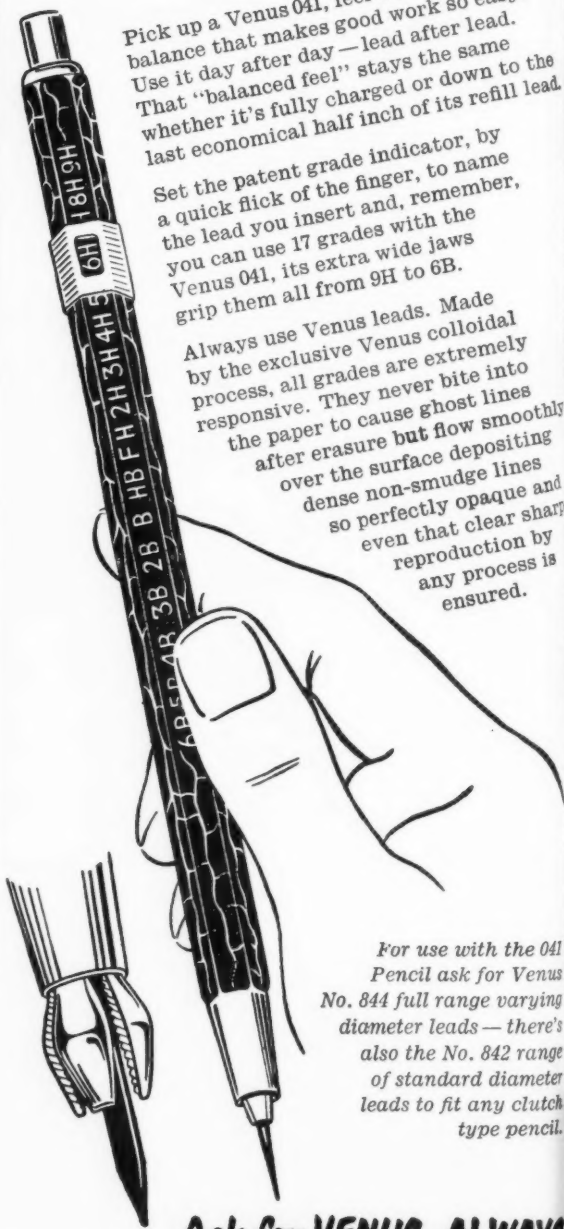 Pick up a Venus 041, feel
balance that makes good work so
Use it day after day — lead after lead.
That "balanced feel" stays the same
whether it's fully charged or down to the
last economical half inch of its refill lead.
Set the patent grade indicator, by
a quick flick of the finger, to name
the lead you insert and, remember,
you can use 17 grades with the
Venus 041, its extra wide jaws
grip them all from 9H to 6B.
Always use Venus leads. Made
by the exclusive Venus colloidal
process, all grades are extremely
responsive. They never bite into
the paper to cause ghost lines
after erasure but flow smoothly
over the surface depositing
dense non-smudge lines
so perfectly opaque and
even that clear sharp
reproduction by
any process is
ensured.
6B 5B 4B 3B 2B B HB F H 2H 3H 4H 5 6H H 8H 9H
For use with the 041
Pencil ask for Venus
No. 844 full range varying
diameter leads — there's
also the No. 842 range
of standard diameter
leads to fit any clutch
type pencil.
Ask for VENUS ALWAYS